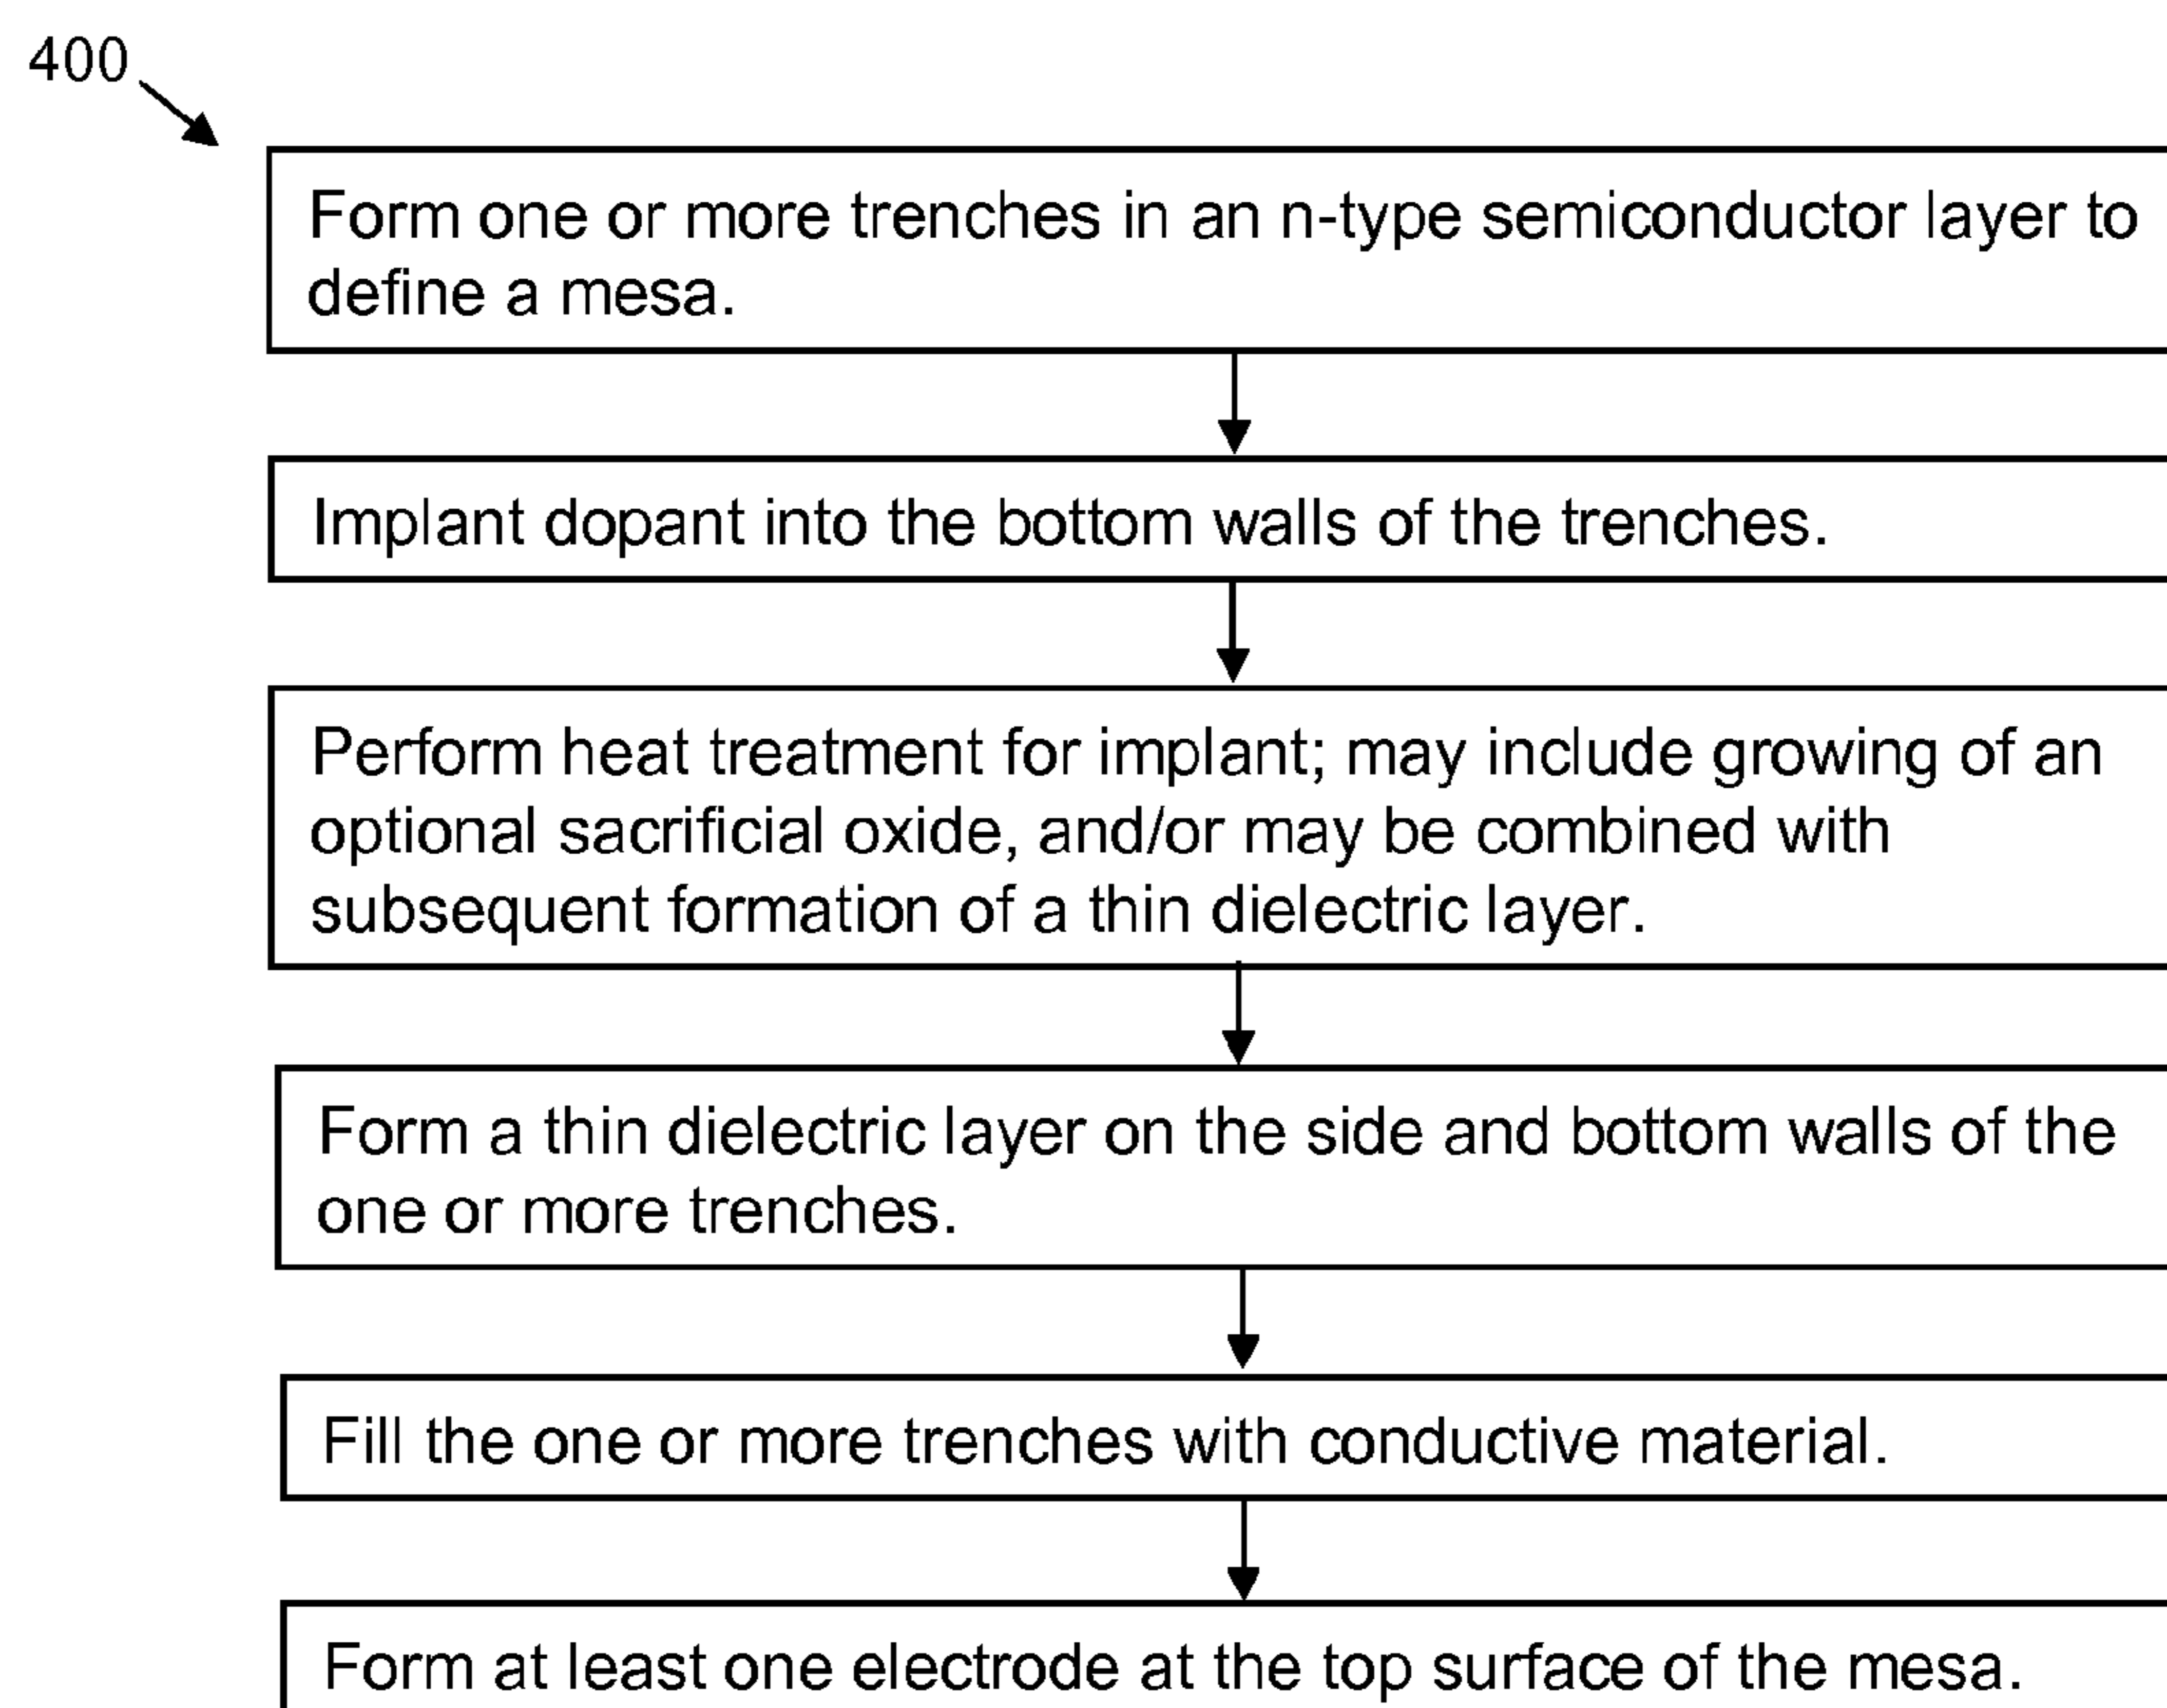 400
Form one or more trenches in an n-type semiconductor layer to
define a mesa.
Implant dopant into the bottom walls of the trenches.
Perform heat treatment for implant; may include growing of an
optional sacrificial oxide, and/or may be combined with
subsequent formation of a thin dielectric layer.
Form a thin dielectric layer on the side and bottom walls of the
one or more trenches.
Fill the one or more trenches with conductive material.
Form at least one electrode at the top surface of the mesa.